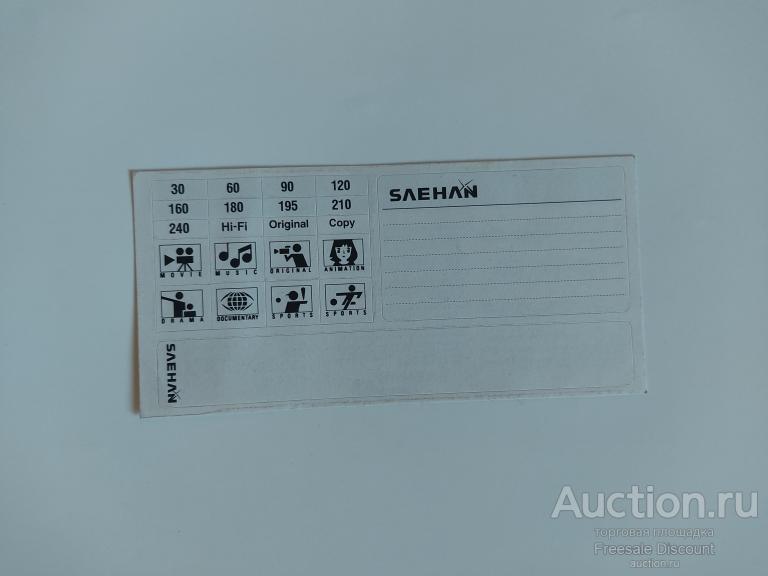 30 60 90 120
160 180 195 210
240 Hi-Fi Original Copy
MOVIE MUSIC ORIGINAL ANIMATION
DRAMA DOCUMENTARY SPORTS SPORTS
SAEHAN
SAEHAN
Auction.ru
торговая площадка
Freesale Discount
auction.ru